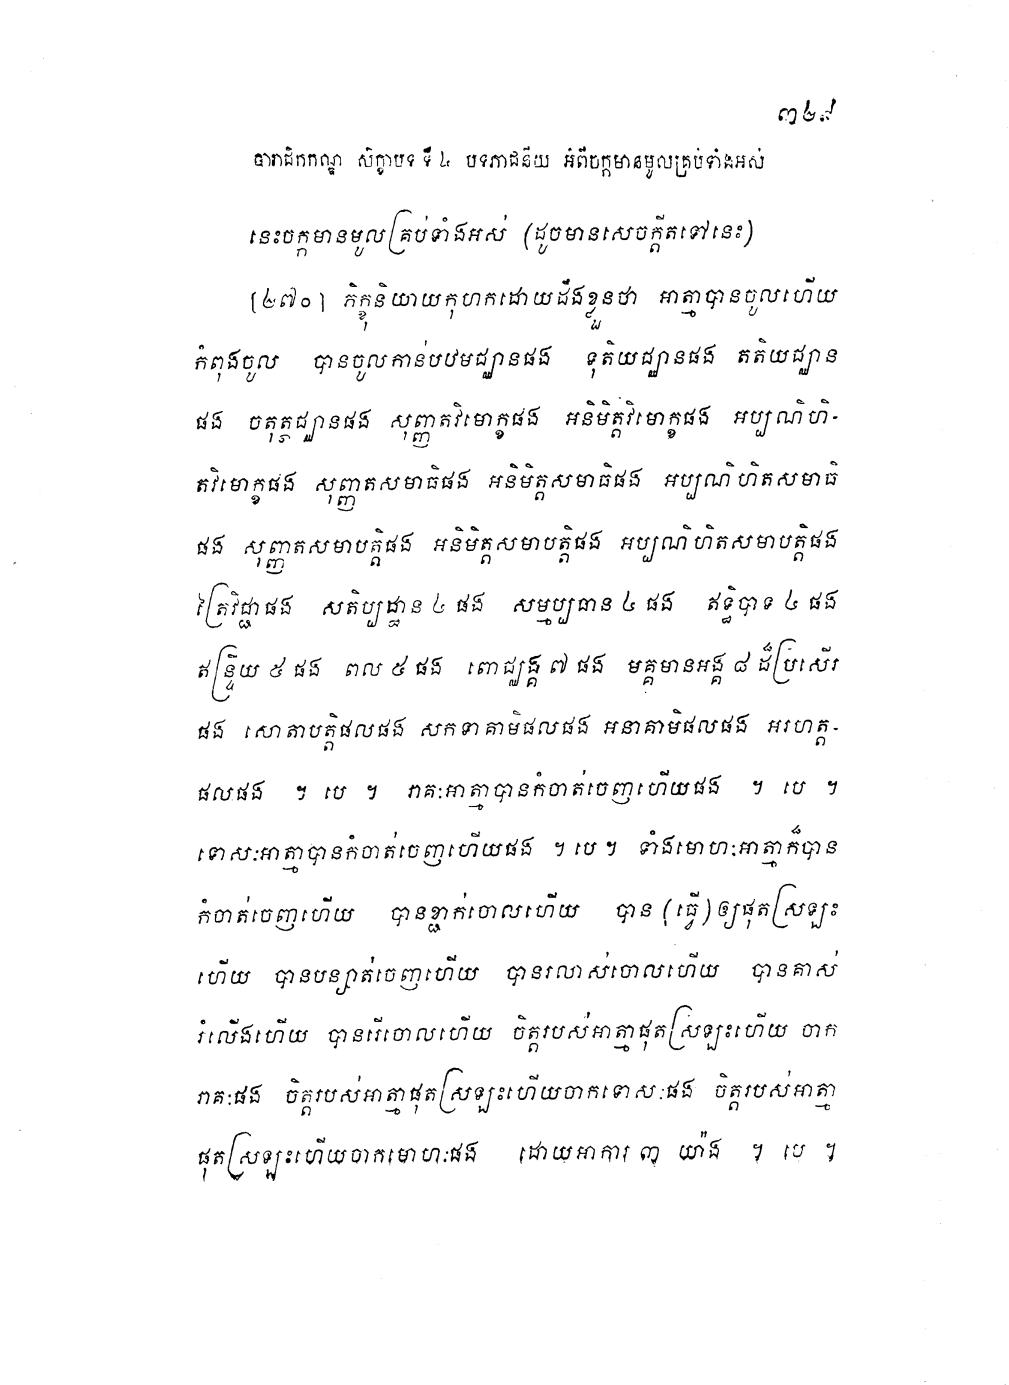 ៣២៩
បារាជិកកណ្ឌ សិក្ខាបទ ទី ៤ បទភាជនីយ អំពីចក្កមានមូលគ្រប់ទាំងអស់
នេះចក្កមានមូលគ្រប់ទាំងអស់ (ដូចមានសេចក្តីតទៅនេះ)
[៤៧០] ភិក្ខុនិយាយកុហកដោយដឹងខ្លួនថា អាត្មាបានចូលហើយ
កំពុងចូល បានចូលកាន់បឋមជ្ឈានផង ទុតិយជ្ឈានផង តតិយជ្ឈាន
ផង ចតុត្ថជ្ឈានផង សុញ្ញតវិមោក្ខផង អនិមិត្តវិមោក្ខផង អប្បណិហិ-
តវិមោក្ខផង សុញ្ញតសមាធិផង អនិមិត្តសមាធិផង អប្បណិហិតសមាធិ
ផង សុញ្ញតសមាបត្តិផង អនិមិត្តសមាបត្តិផង អប្បណិហិតសមាបត្តិផង
ត្រៃវិជ្ជាផង សតិប្បដ្ឋាន ៤ ផង សម្មប្បធាន ៤ ផង ឥទ្ធិបាទ ៤ ផង
ឥន្ទ្រិយ ៥ ផង ពល ៥ ផង ពោជ្ឈង្គ ៧ ផង មគ្គមានអង្គ ៨ ដ៏ប្រសើរ
ផង សោតាបត្តិផលផង សកទាគាមិផលផង អនាគាមិផលផង អរហត្ត-
ផលផង ។ បេ ។ រាគៈអាត្មាបានកំចាត់ចេញហើយផង ។ បេ ។
ទោសៈអាត្មាបានកំចាត់ចេញហើយផង ។ បេ ។ ទាំងមោហៈអាត្មាក៏បាន
កំចាត់ចេញហើយ បានខ្ជាក់ចោលហើយ បាន (ធ្វើ) ឲ្យផុតស្រឡះ
ហើយ បានបន្សាត់ចេញហើយ បានរលាស់ចោលហើយ បានគាស់
រំលើងហើយ បានរើចោលហើយ ចិត្តរបស់អាត្មាផុតស្រឡះហើយ ចាក
រាគៈផង ចិត្តរបស់អាត្មាផុតស្រឡះហើយចាកទោសៈផង ចិត្តរបស់អាត្មា
ផុតស្រឡះហើយចាកមោហៈផង ដោយអាការ ៣ យ៉ាង ។ បេ ។